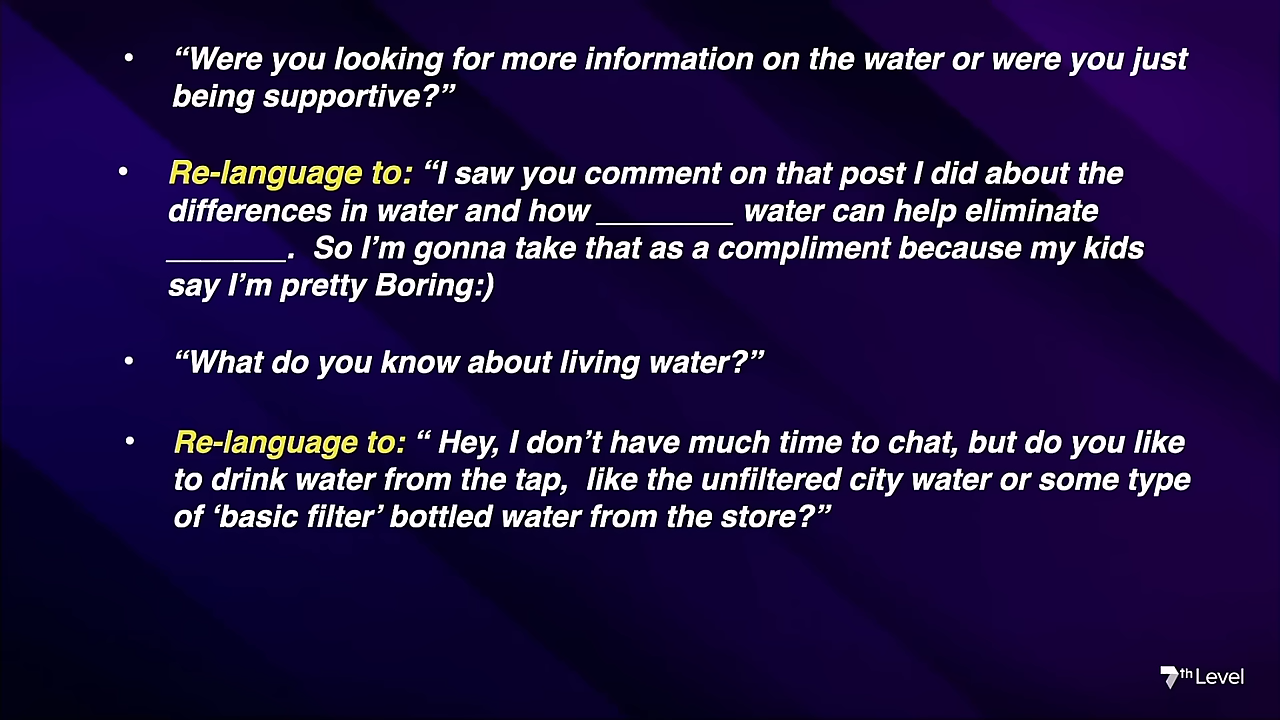 • “Were you looking for more information on the water or were you just
being supportive?”
• Re-language to: “I saw you comment on that post I did about the
differences in water and how ________ water can help eliminate
_______. So I’m gonna take that as a compliment because my kids
say I’m pretty Boring:)
• “What do you know about living water?”
• Re-language to: “ Hey, I don’t have much time to chat, but do you like
to drink water from the tap, like the unfiltered city water or some type
of ‘basic filter’ bottled water from the store?”
7th Level